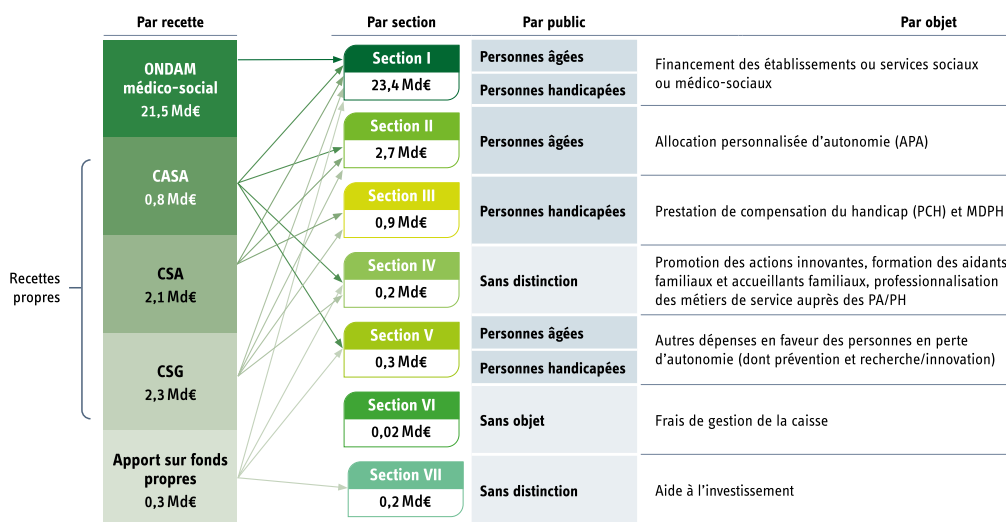 Par recette
Par section
Par public
Par objet
Recettes
propres
ONDAM
médico-social
21,5 Md€
CASA
0,8 Md€
CSA
2,1 Md€
CSG
2,3 Md€
Apport sur fonds
propres
0,3 Md€
Section I
23,4 Md€
Personnes âgées
Personnes handicapées
Financement des établissements ou services sociaux
ou médico-sociaux
Section II
2,7 Md€
Personnes âgées
Allocation personnalisée d'autonomie (APA)
Section III
0,9 Md€
Personnes handicapées
Prestation de compensation du handicap (PCH) et MDPH
Section IV
0,2 Md€
Sans distinction
Promotion des actions innovantes, formation des aidants
familiaux et accueillants familiaux, professionnalisation
des métiers de service auprès des PA/PH
Section V
0,3 Md€
Personnes âgées
Personnes handicapées
Autres dépenses en faveur des personnes en perte
d'autonomie (dont prévention et recherche/innovation)
Section VI
0,02 Md€
Sans objet
Frais de gestion de la caisse
Section VII
0,2 Md€
Sans distinction
Aide à l'investissement